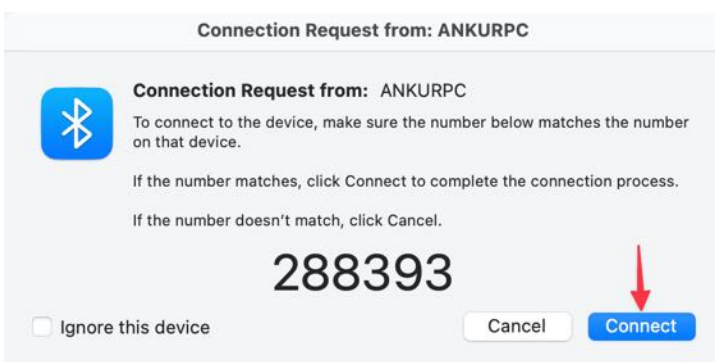 Connection Request from: ANKURPC
Connection Request from: ANKURPC
To connect to the device, make sure the number below matches the number
on that device.
If the number matches, click Connect to complete the connection process.
If the number doesn't match, click Cancel.
288393
Ignore this device
Cancel
Connect